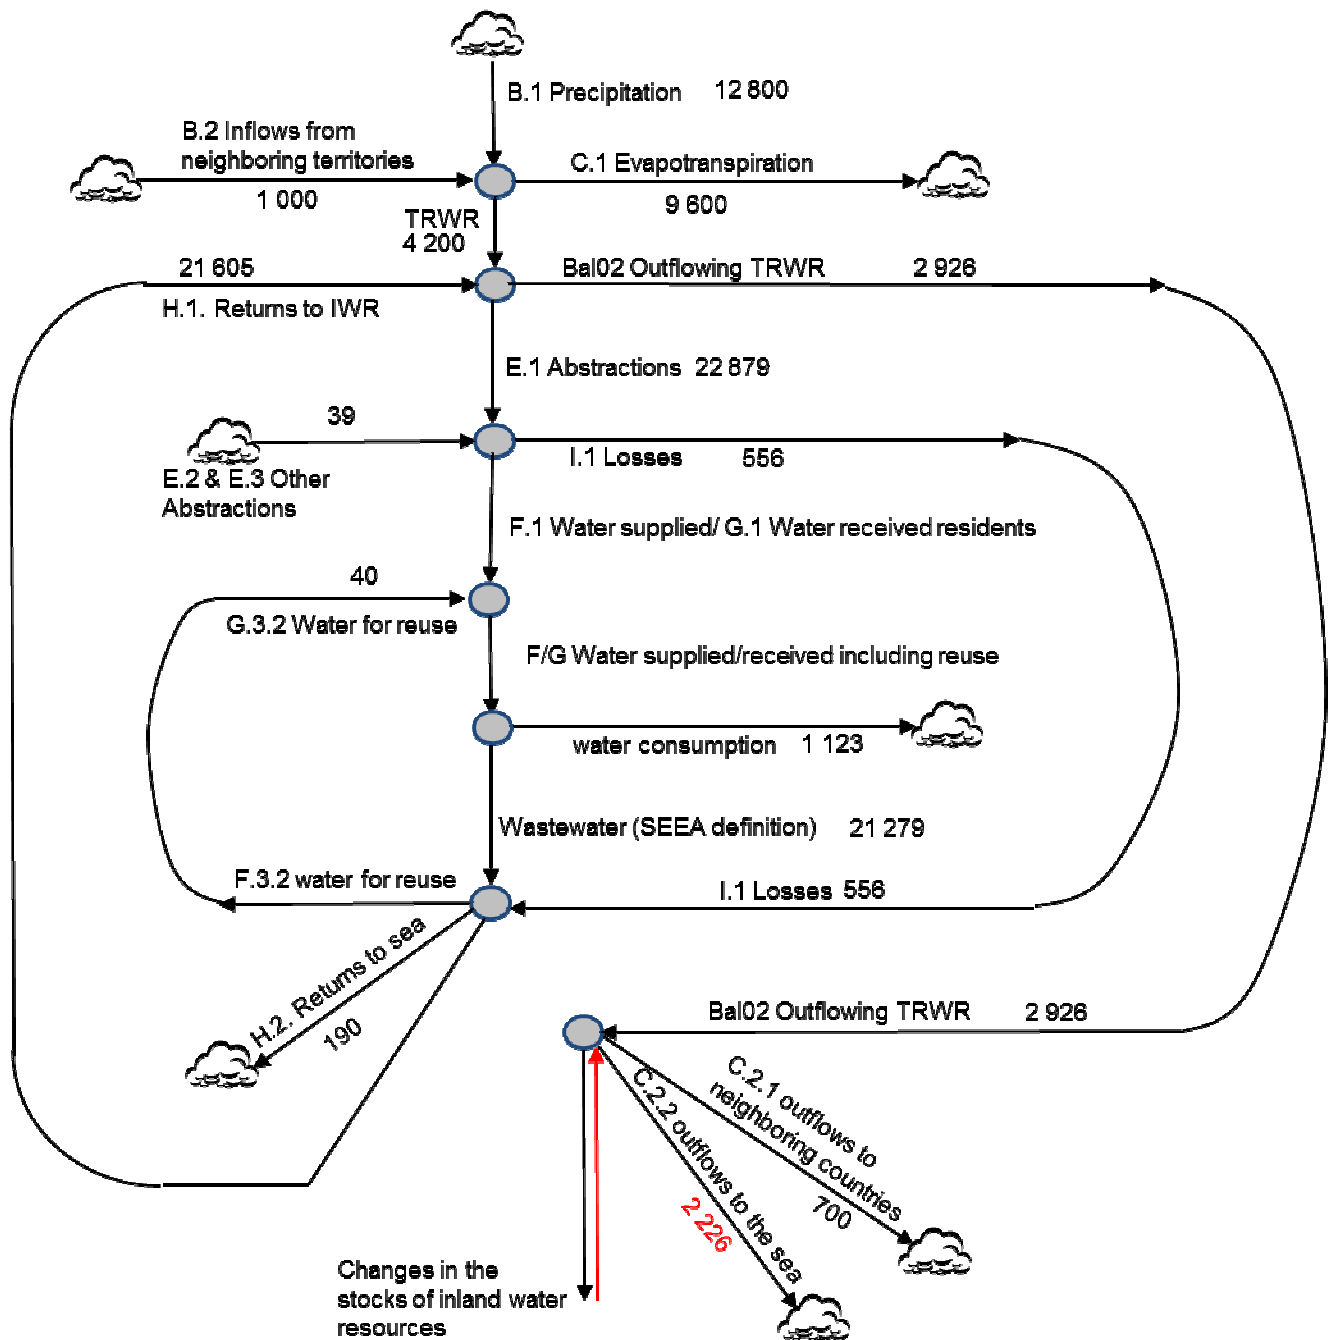 B.1 Precipitation 12 800
B.2 Inflows from
neighboring territories
1 000
C.1 Evapotranspiration
9 600
TRWR
4 200
21 605
H.1. Returns to IWR
Bal02 Outflowing TRWR 2 926
E.1 Abstractions 22 879
39
E.2 & E.3 Other
Abstractions
I.1 Losses 556
F.1 Water supplied/ G.1 Water received residents
40
G.3.2 Water for reuse
F/G Water supplied/received including reuse
water consumption 1 123
Wastewater (SEEA definition) 21 279
F.3.2 water for reuse
I.1 Losses 556
H.2. Returns to sea
190
Bal02 Outflowing TRWR 2 926
C.2.1 outflows to
neighboring countries
700
C.2.2 outflows to the sea
2 226
Changes in the
stocks of inland water
resources